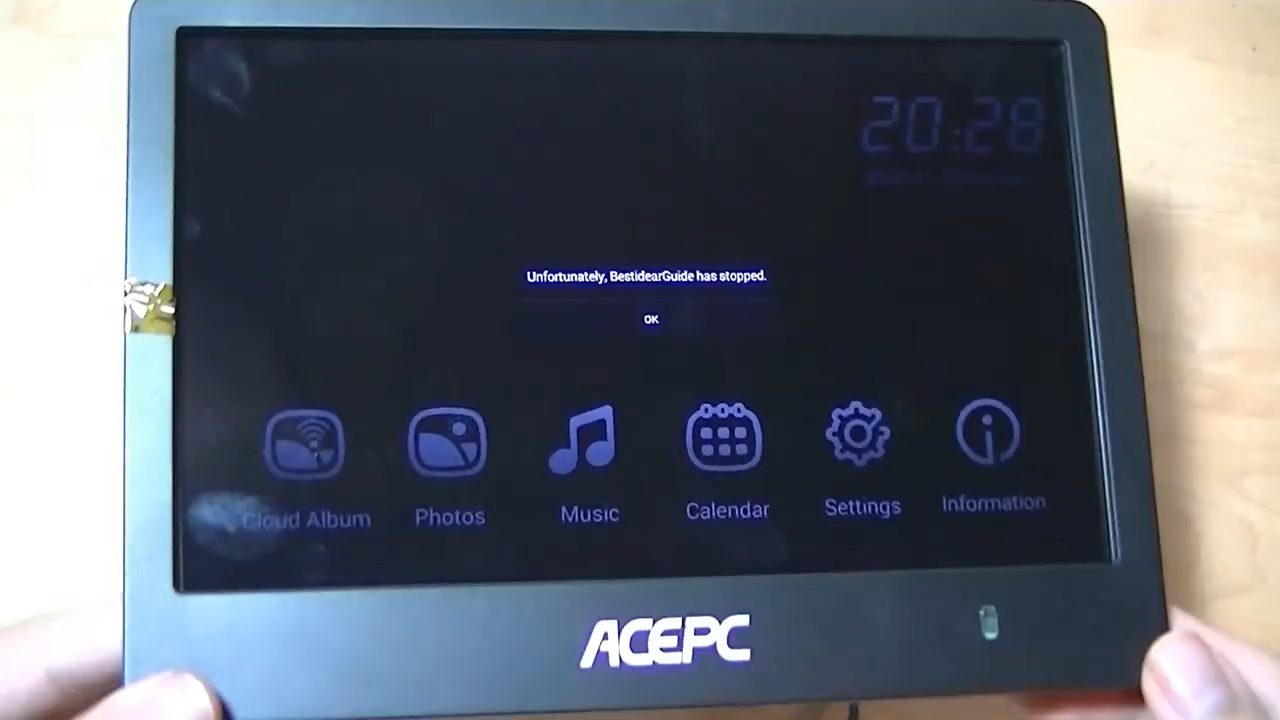 20:28
Unfortunately, BestidearGuide has stopped.
OK
Cloud Album
Photos
Music
Calendar
Settings
Information
ACEPC